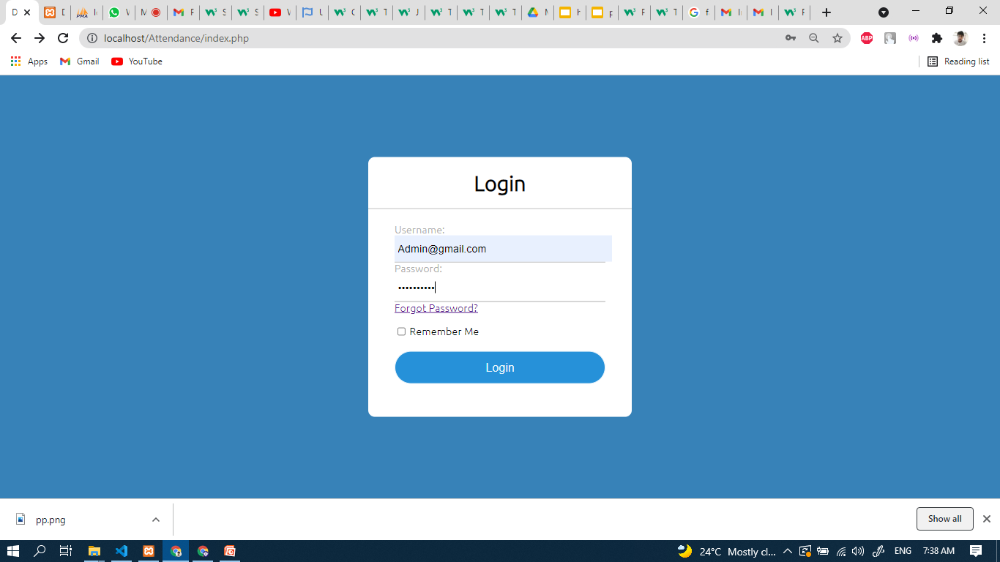 D
D
W
M
localhost/Attendance/index.php
ABP
Apps
Gmail
YouTube
Reading list
Login
Username:
Admin@gmail.com
Password:
••••••••••
Forgot Password?
Remember Me
Login
pp.png
Show all
24°C Mostly cl...
ENG
7:38 AM